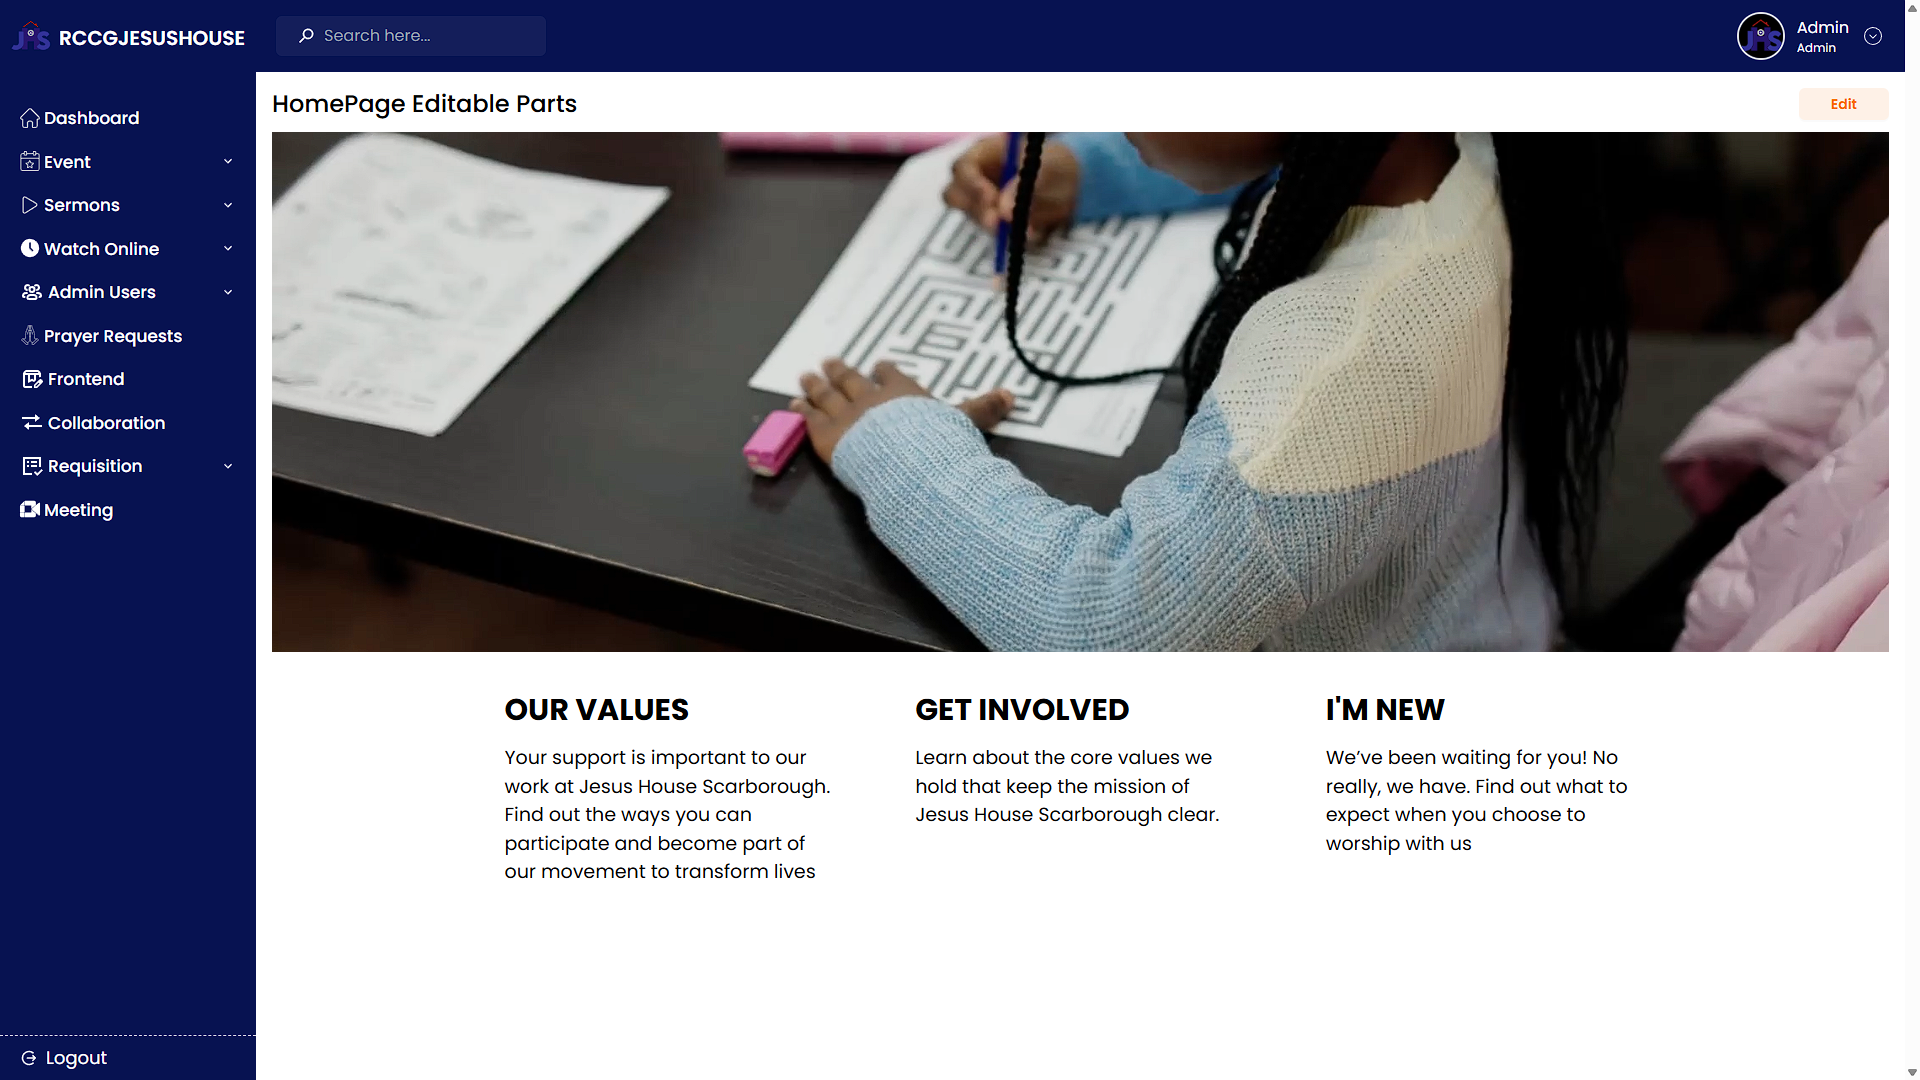 JHS RCCGJESUSHOUSE
Search here...
JHS
Admin
Admin
Dashboard
Event
Sermons
Watch Online
Admin Users
Prayer Requests
Frontend
Collaboration
Requisition
Meeting
Logout
HomePage Editable Parts
Edit
OUR VALUES
Your support is important to our
work at Jesus House Scarborough.
Find out the ways you can
participate and become part of
our movement to transform lives
GET INVOLVED
Learn about the core values we
hold that keep the mission of
Jesus House Scarborough clear.
I'M NEW
We’ve been waiting for you! No
really, we have. Find out what to
expect when you choose to
worship with us